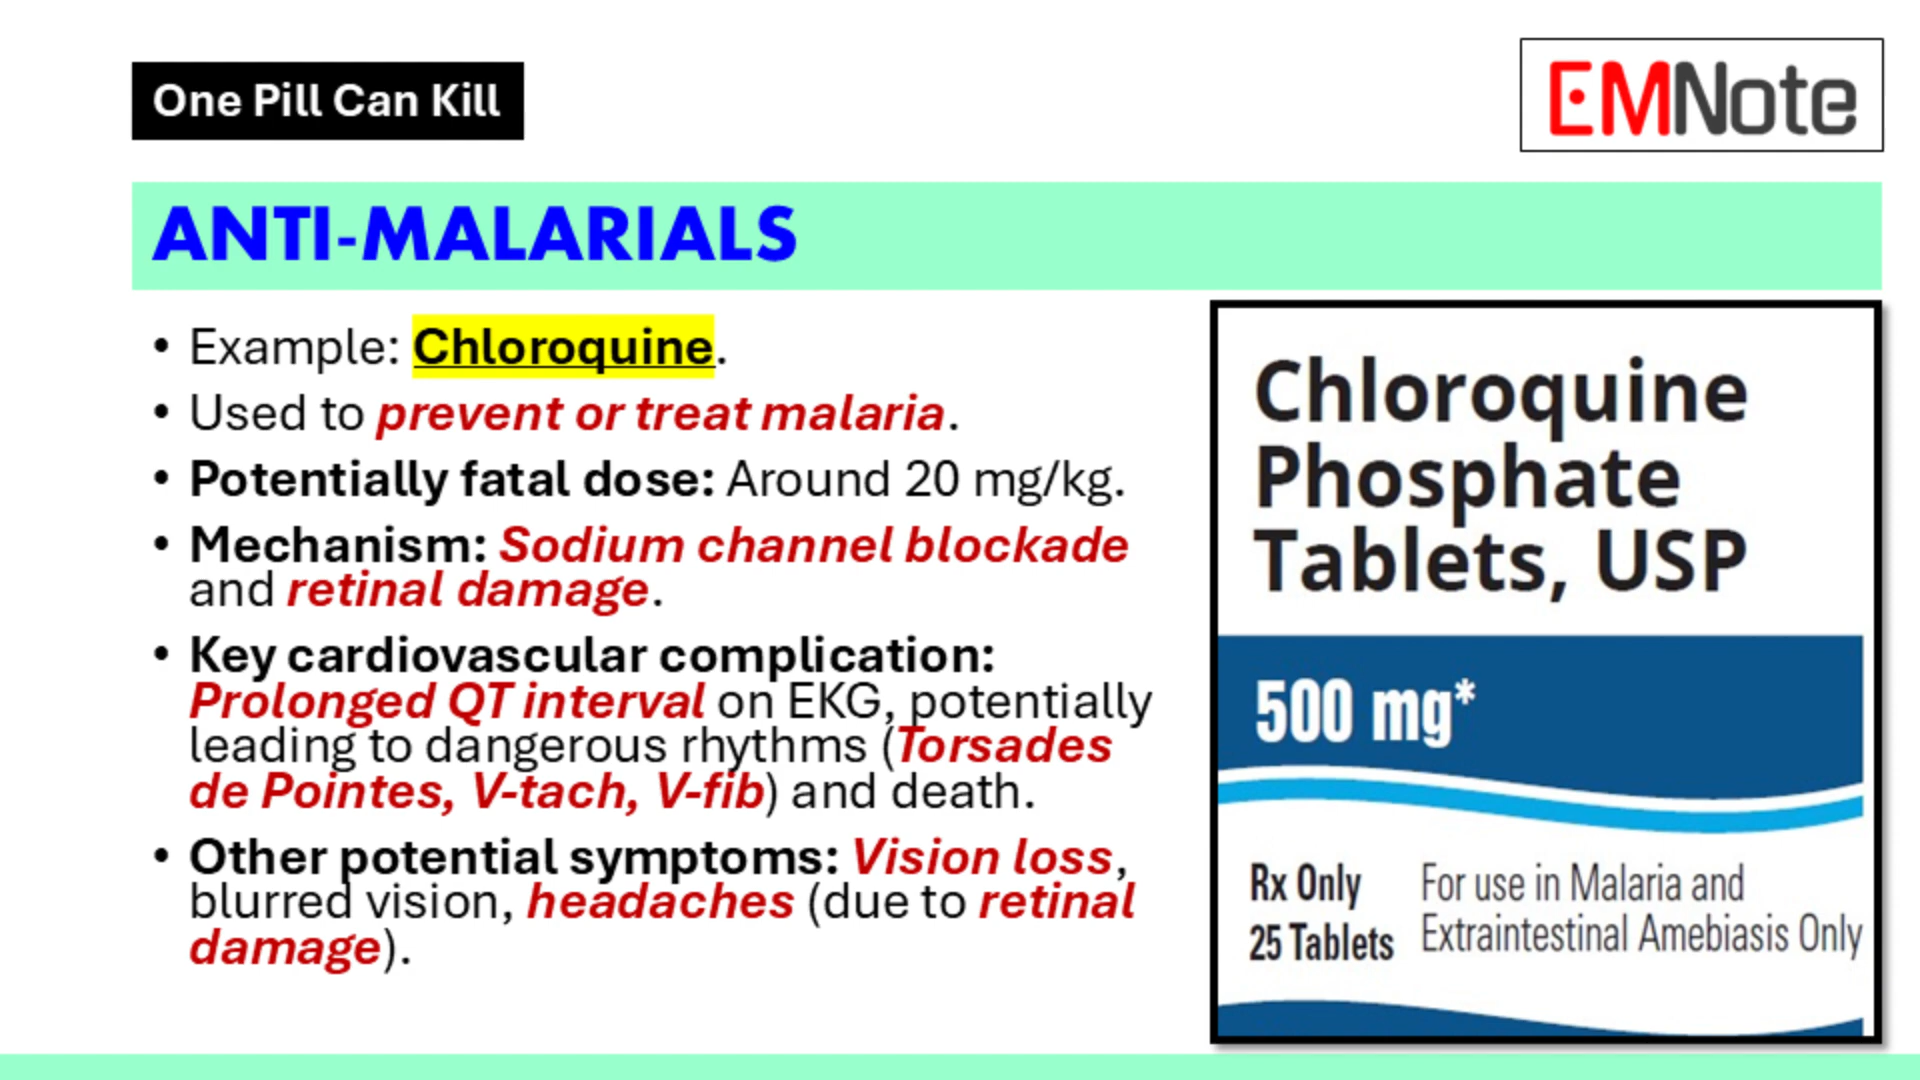 One Pill Can Kill
EMNote
ANTI-MALARIALS
• Example: Chloroquine.
• Used to prevent or treat malaria.
• Potentially fatal dose: Around 20 mg/kg.
• Mechanism: Sodium channel blockade
and retinal damage.
• Key cardiovascular complication:
Prolonged QT interval on EKG, potentially
leading to dangerous rhythms (Torsades
de Pointes, V-tach, V-fib) and death.
• Other potential symptoms: Vision loss,
blurred vision, headaches (due to retinal
damage).
Chloroquine
Phosphate
Tablets, USP
500 mg*
Rx Only
25 Tablets
For use in Malaria and
Extraintestinal Amebiasis Only